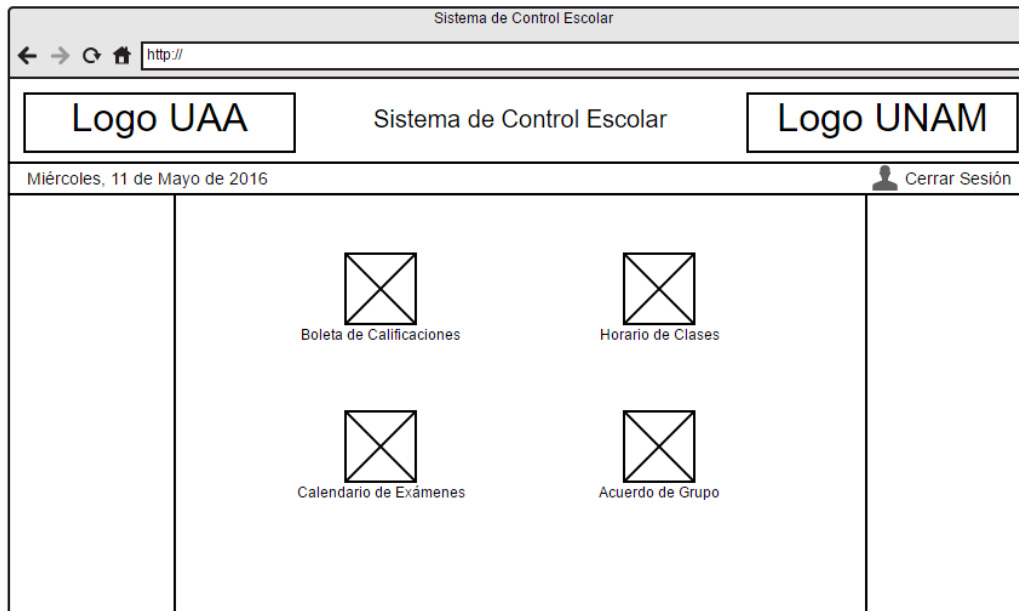 Sistema de Control Escolar
http://
Logo UAA
Sistema de Control Escolar
Logo UNAM
Miércoles, 11 de Mayo de 2016
Cerrar Sesión
Boleta de Calificaciones
Horario de Clases
Calendario de Exámenes
Acuerdo de Grupo